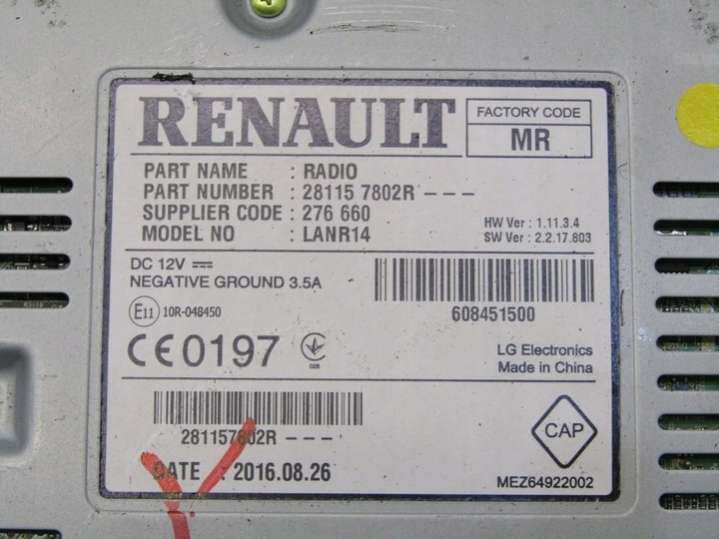 RENAULT
FACTORY CODE
MR
PART NAME : RADIO
PART NUMBER : 28115 7802R - - -
SUPPLIER CODE : 276 660
MODEL NO : LANR14
HW Ver : 1.11.3.4
SW Ver : 2.2.17.803
DC 12V
NEGATIVE GROUND 3.5A
E11 10R-048450
608451500
CE0197
LG Electronics
Made in China
281157802R - - -
CAP
DATE : 2016.08.26
MEZ64922002